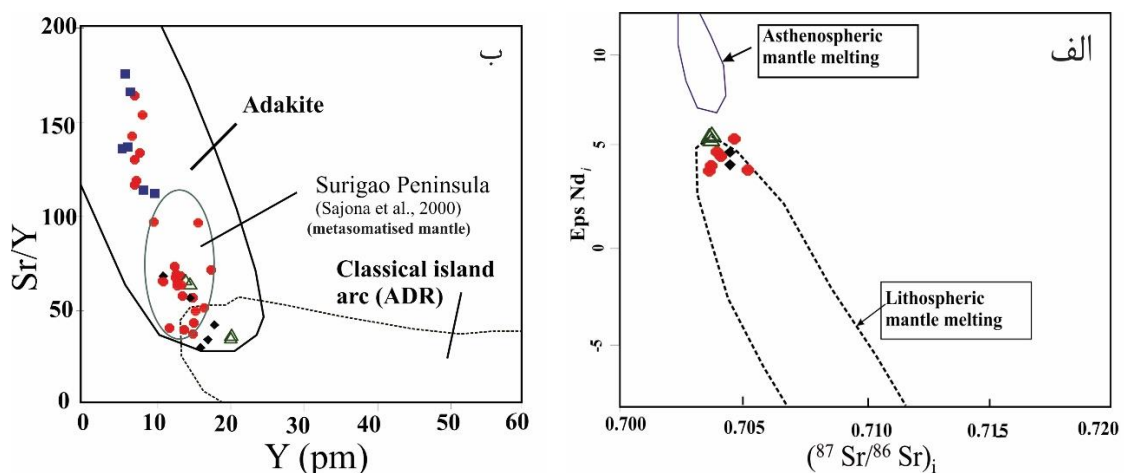 ب
Adakite
Surigao Peninsula
(Sajona et al., 2000)
(metasomatised mantle)
Classical island
arc (ADR)
Sr/Y
200
150
100
50
0
0
10
20
30
40
50
60
Y (pm)
الف
Asthenospheric
mantle melting
Lithospheric
mantle melting
Eps Ndi
10
5
0
-5
0.700
0.705
0.710
0.715
0.720
(87 Sr/86 Sr)i